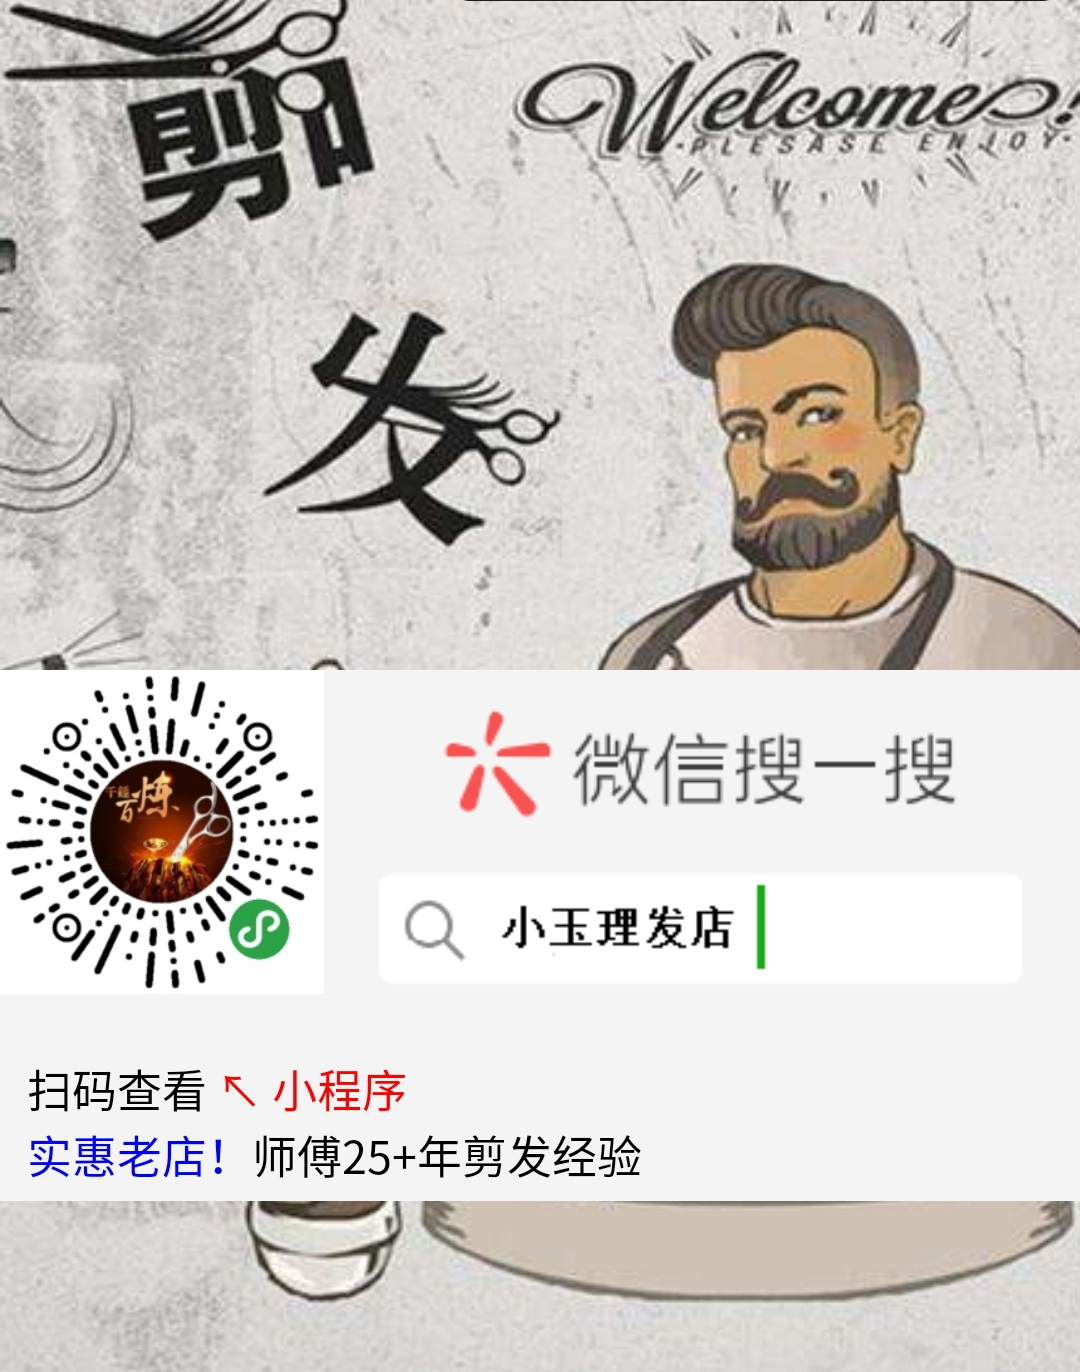 剪
Welcome!
·PLESASE ENJOY·
发
千錘
百炼
微信搜一搜
小玉理发店
扫码查看 ↖ 小程序
实惠老店！师傅25+年剪发经验